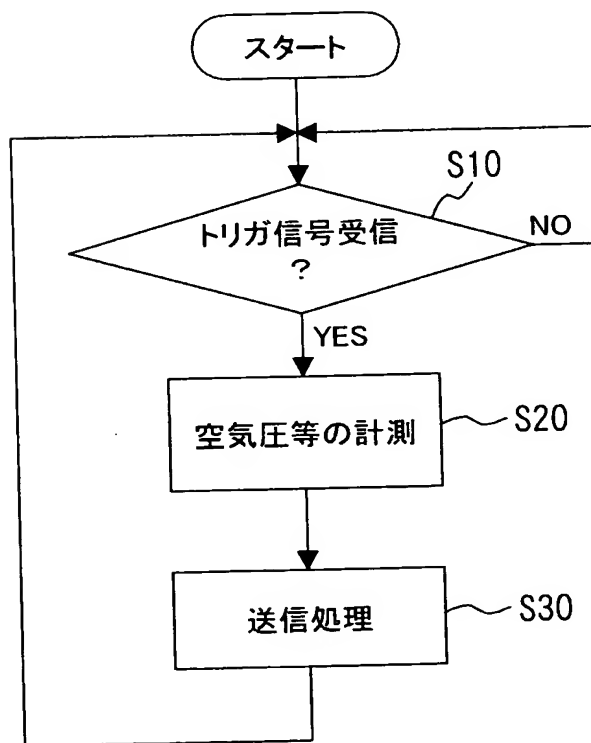 スタート
S10
トリガ信号受信
?
NO
YES
空気圧等の計測
S20
送信処理
S30